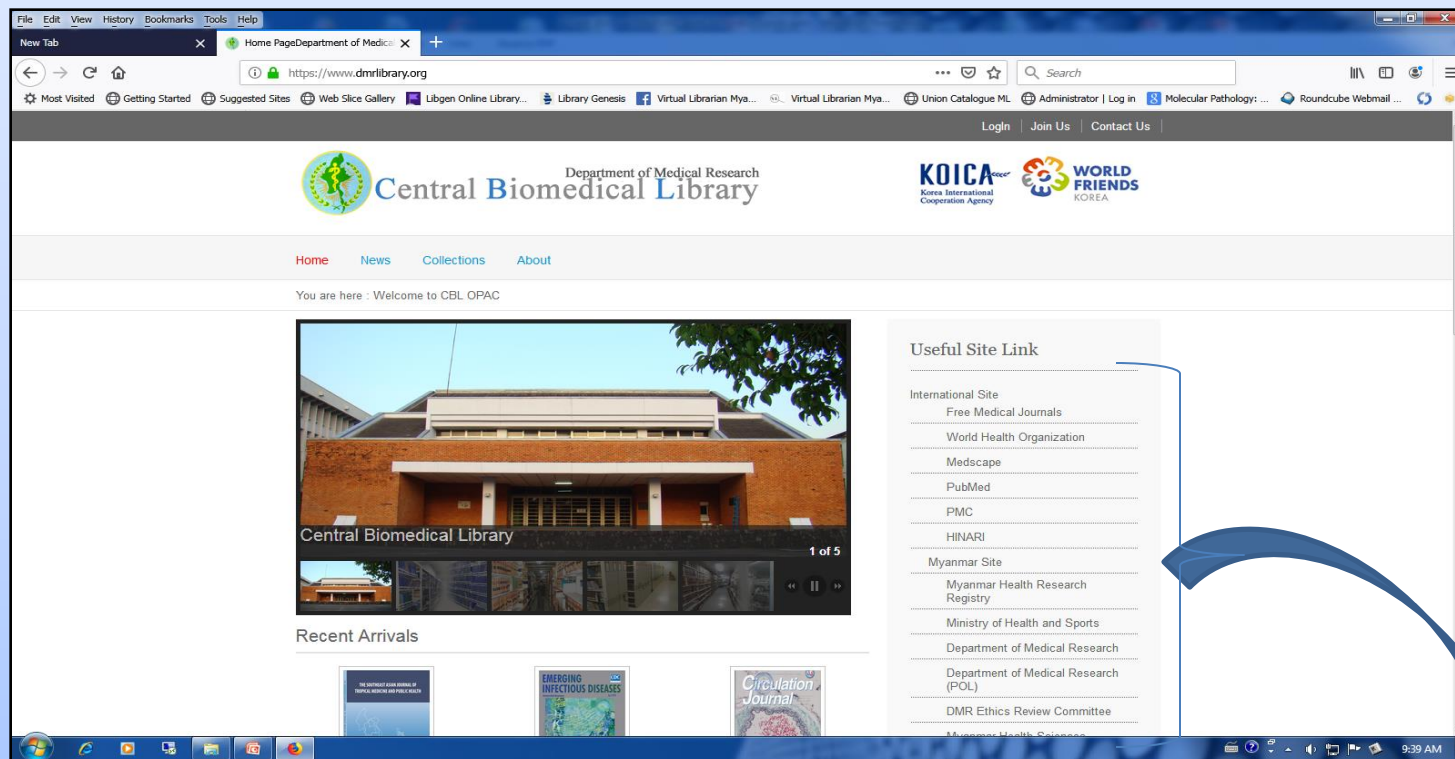 File Edit View History Bookmarks Tools Help
New Tab
Home PageDepartment of Medica
https://www.dmrlibrary.org
Search
Most Visited Getting Started Suggested Sites Web Slice Gallery Libgen Online Library... Library Genesis Virtual Librarian Mya... Virtual Librarian Mya... Union Catalogue ML Administrator | Log in Molecular Pathology: ... Roundcube Webmail ...
LogIn | Join Us | Contact Us |
Department of Medical Research
Central Biomedical Library
KOICA
Korea International
Cooperation Agency
WORLD
FRIENDS
KOREA
Home News Collections About
You are here : Welcome to CBL OPAC
Central Biomedical Library
1 of 5
Recent Arrivals
THE SOUTHEAST ASIAN JOURNAL OF
TROPICAL MEDICINE AND PUBLIC HEALTH
EMERGING
INFECTIOUS DISEASES
CDC
Circulation
Journal
Useful Site Link
International Site
Free Medical Journals
World Health Organization
Medscape
PubMed
PMC
HINARI
Myanmar Site
Myanmar Health Research
Registry
Ministry of Health and Sports
Department of Medical Research
Department of Medical Research
(POL)
DMR Ethics Review Committee
Myanmar Health Sciences
9:39 AM